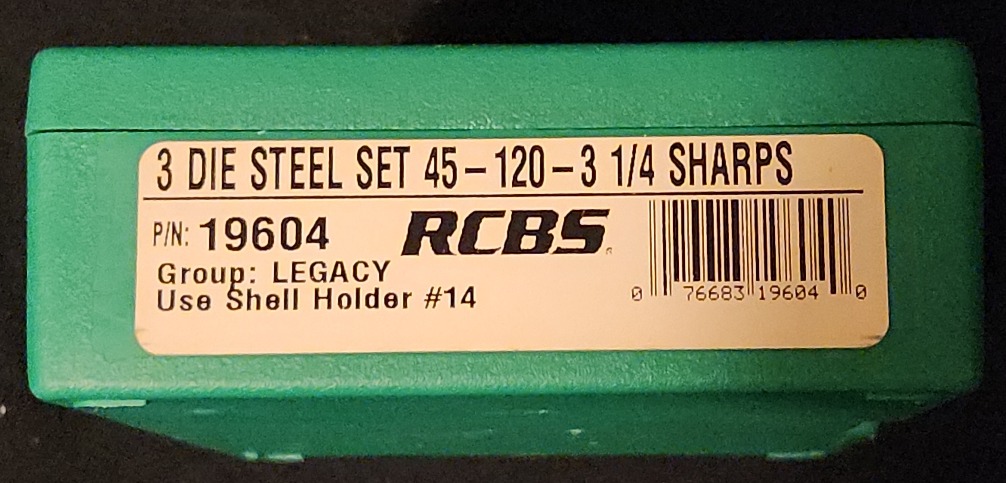 3 DIE STEEL SET 45-120-3 1/4 SHARPS
P/N: 19604 RCBS
Group: LEGACY
Use Shell Holder #14
0 76683 19604 0